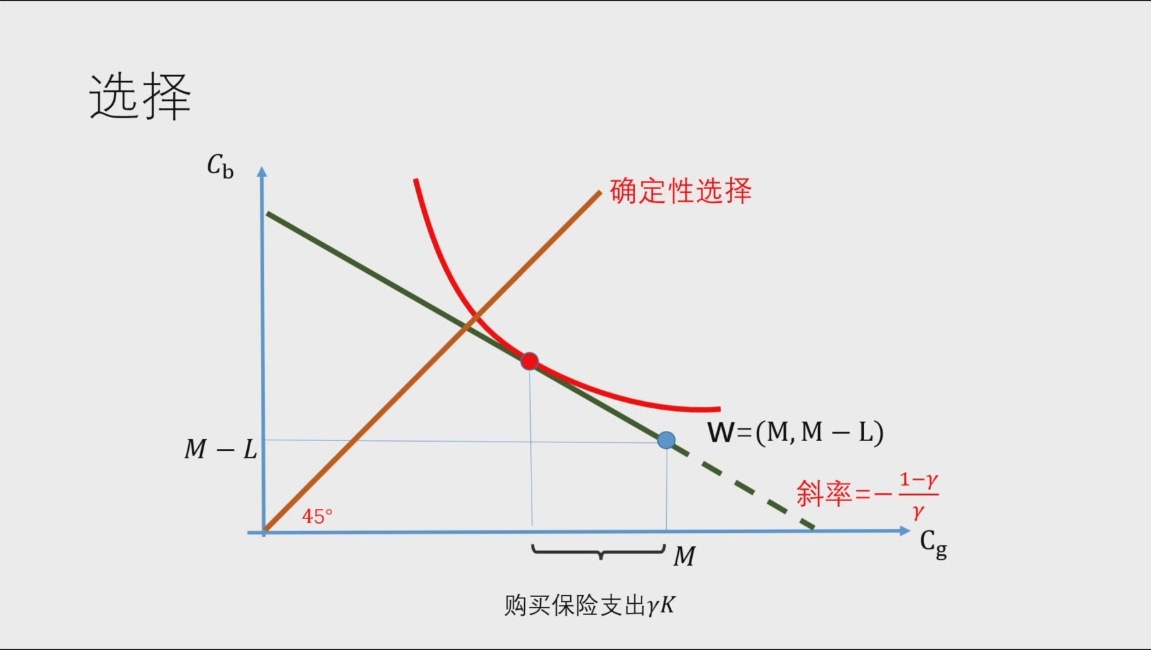 选择
C_b
确定性选择
M − L
W=(M, M − L)
斜率=− \frac{1−γ}{γ}
45°
C_g
M
购买保险支出γK